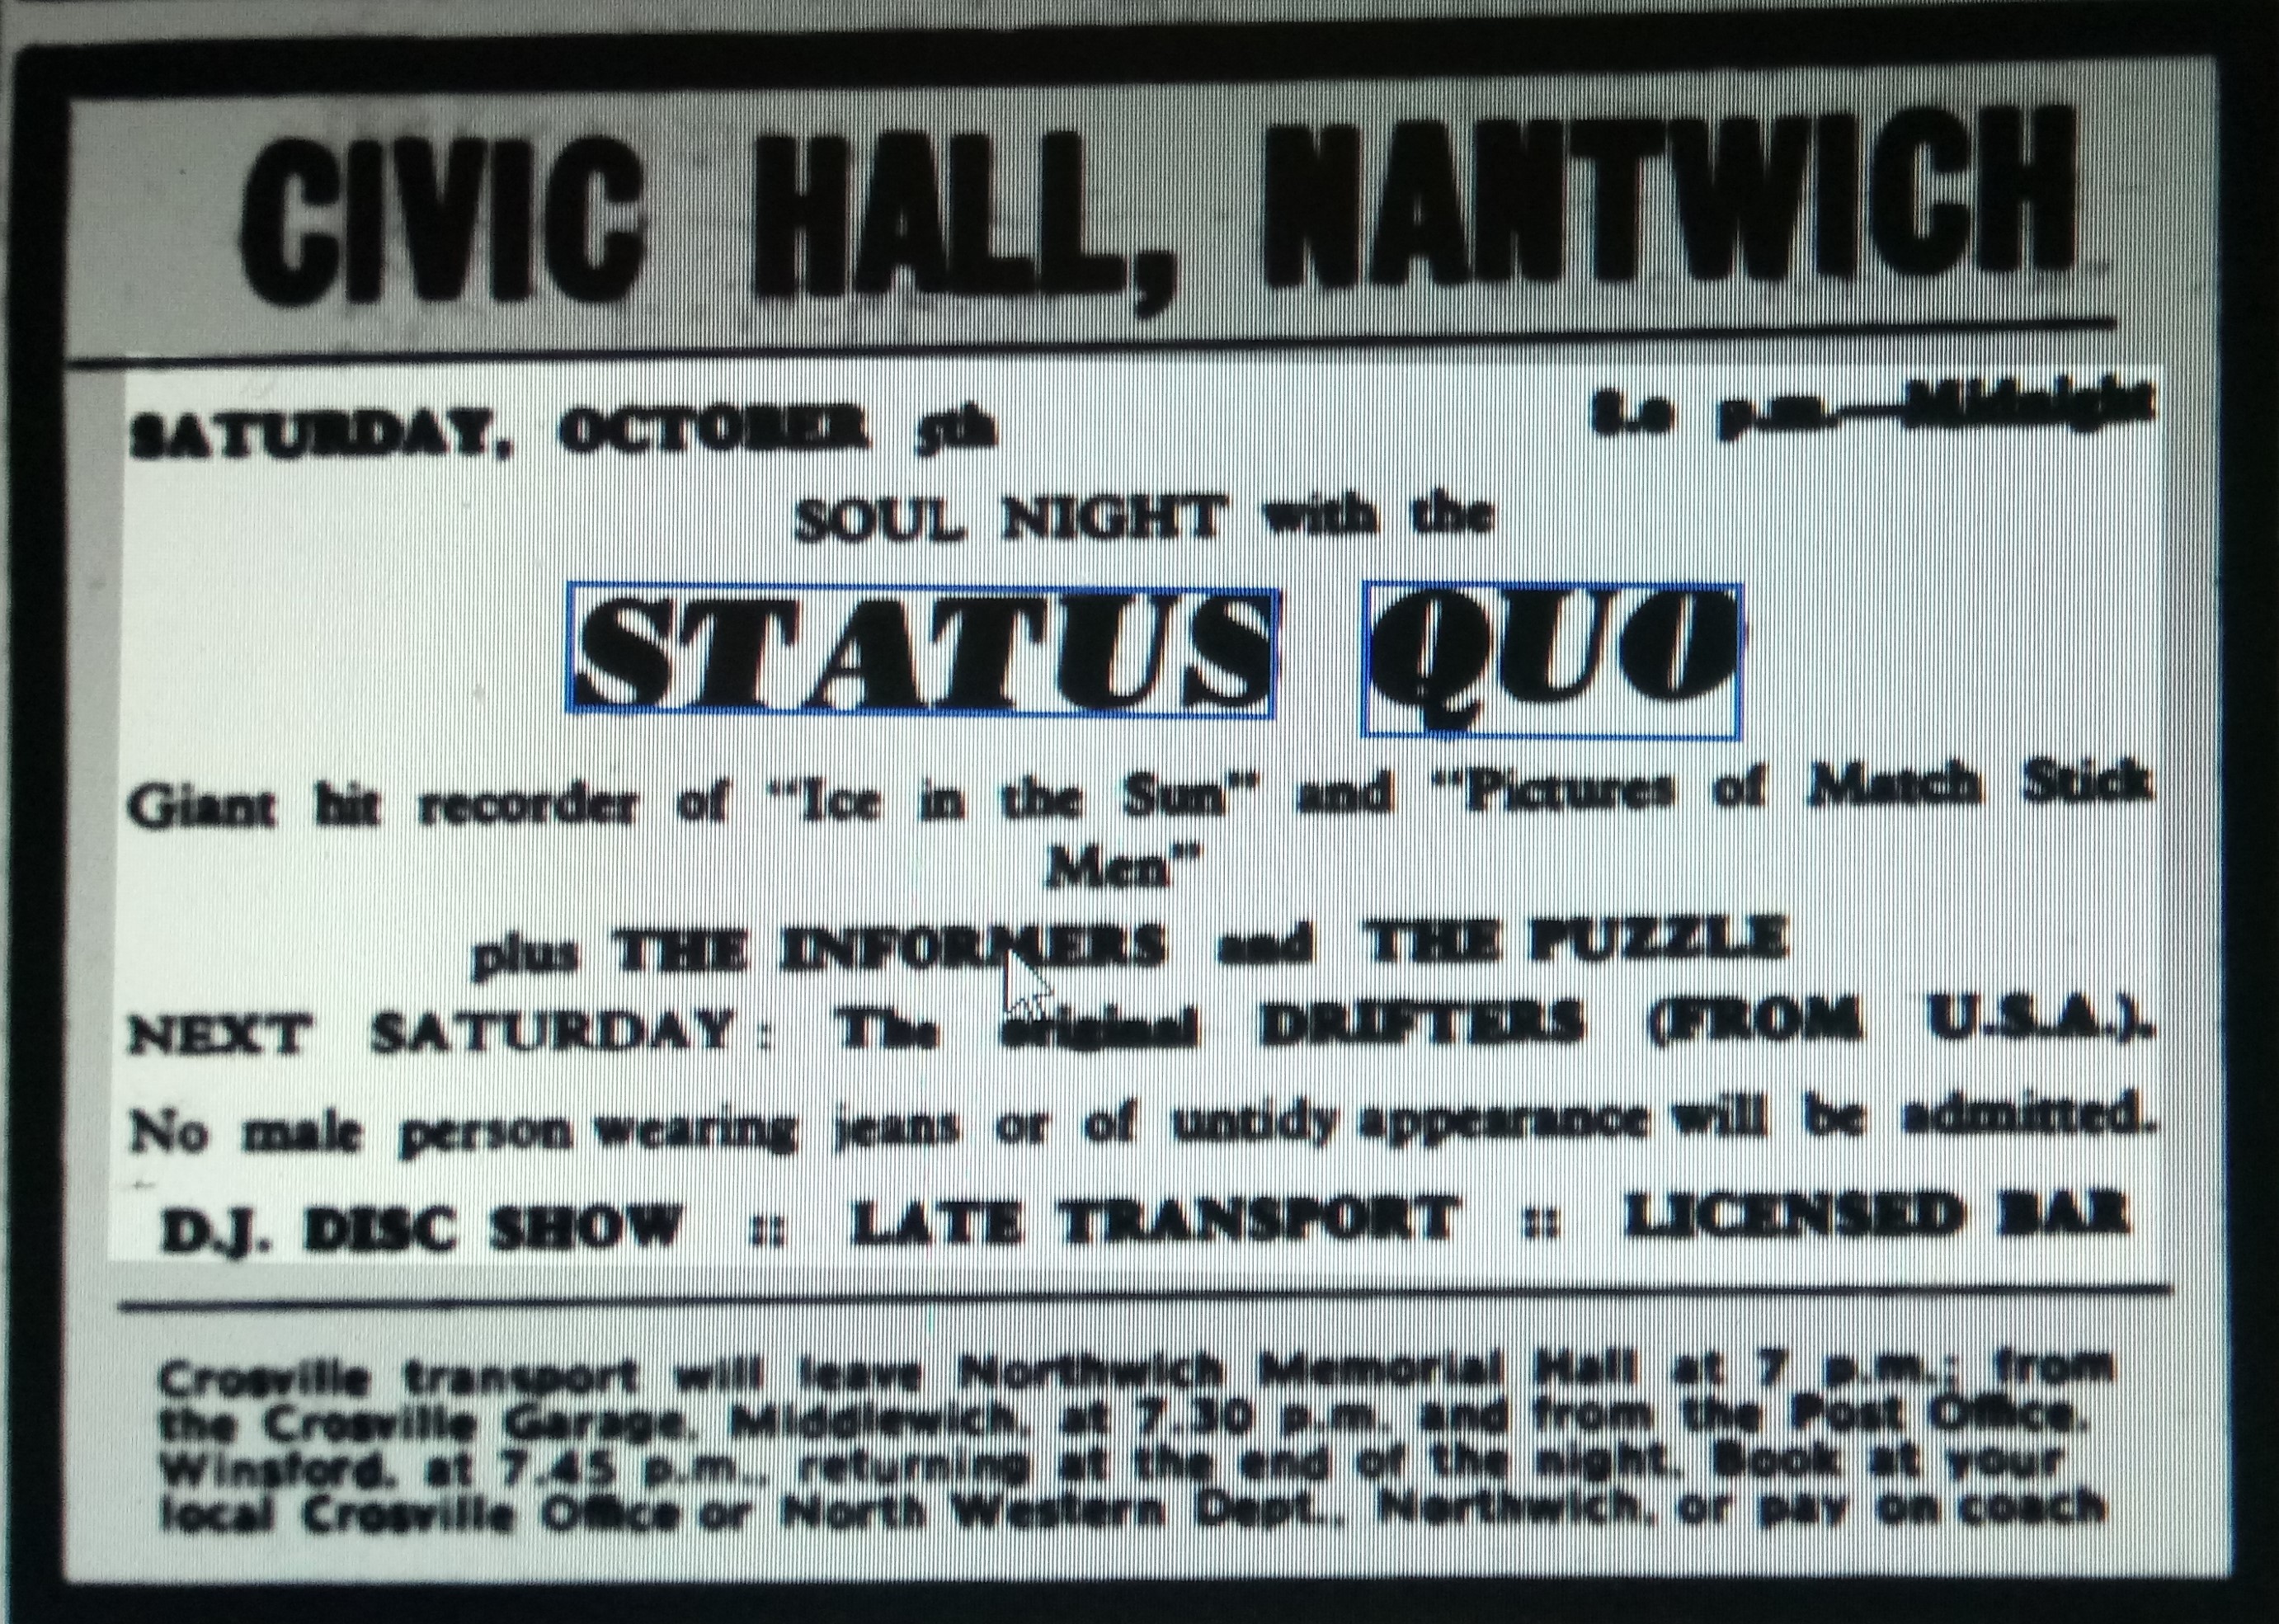 CIVIC HALL, NANTWICH
SATURDAY, OCTOBER 5th 8.0 p.m.—Midnight
SOUL NIGHT with the
STATUS QUO
Giant hit recorder of "Ice in the Sun" and "Pictures of Match Stick
Men"
plus THE INFORMERS and THE PUZZLE
NEXT SATURDAY: The original DRIFTERS (FROM U.S.A.).
No male person wearing jeans or of untidy appearance will be admitted.
D.J. DISC SHOW :: LATE TRANSPORT :: LICENSED BAR
Crosville transport will leave Northwich Memorial Hall at 7 p.m.; from
the Crosville Garage, Middlewich, at 7.30 p.m. and from the Post Office,
Winsford, at 7.45 p.m., returning at the end of the night. Book at your
local Crosville Office or North Western Dept., Northwich, or pay on coach